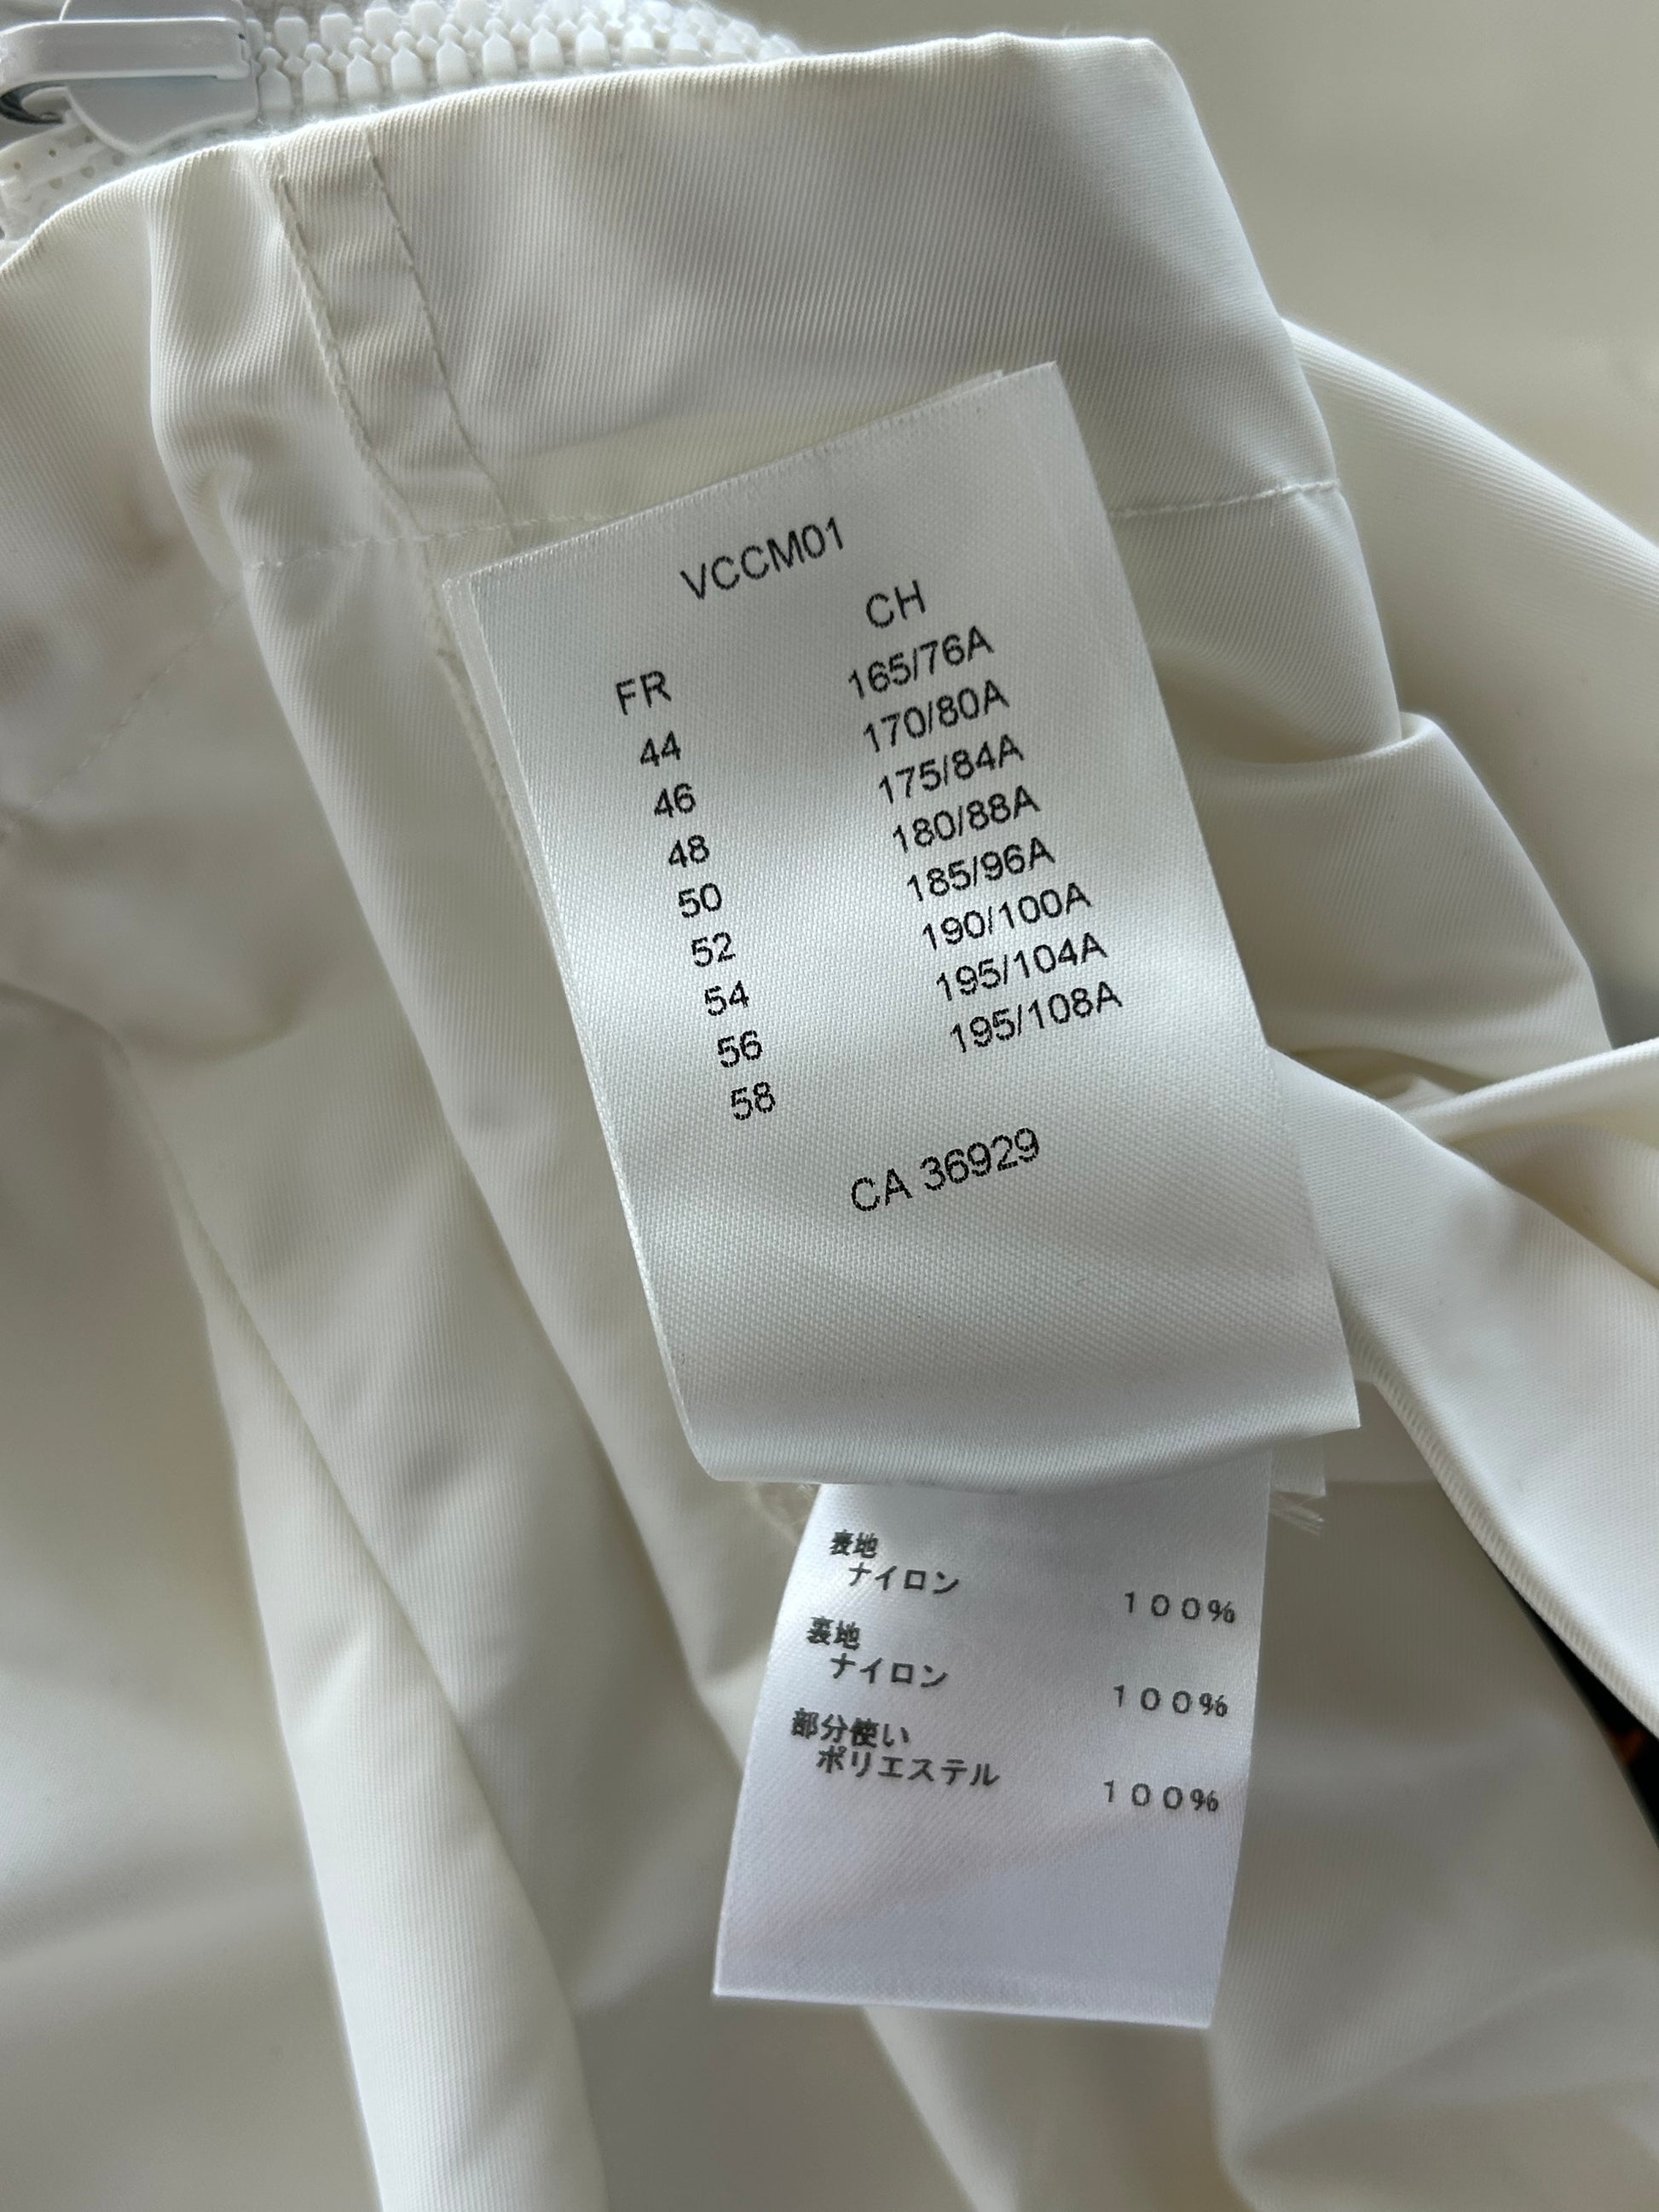 VCCM01
FR CH
44 165/76A
46 170/80A
48 175/84A
50 180/88A
52 185/96A
54 190/100A
56 195/104A
58 195/108A
CA 36929
表地
ナイロン 100%
裏地
ナイロン 100%
部分使い
ポリエステル 100%